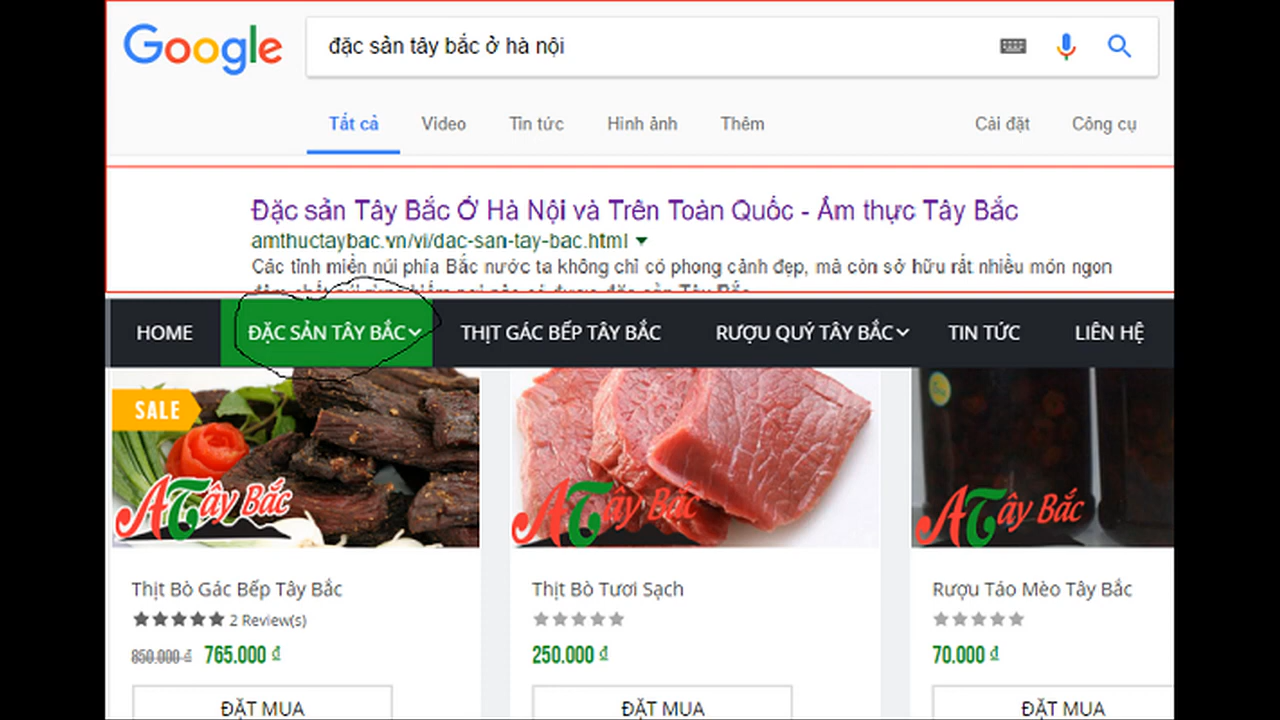 Google
đặc sản tây bắc ở hà nội
Tất cả Video Tin tức Hình ảnh Thêm Cài đặt Công cụ
Đặc sản Tây Bắc Ở Hà Nội và Trên Toàn Quốc - Ẩm thực Tây Bắc
amthuctaybac.vn/vi/dac-san-tay-bac.html
Các tỉnh miền núi phía Bắc nước ta không chỉ có phong cảnh đẹp, mà còn sở hữu rất nhiều món ngon
HOME ĐẶC SẢN TÂY BẮC THỊT GÁC BẾP TÂY BẮC RƯỢU QUÝ TÂY BẮC TIN TỨC LIÊN HỆ
SALE
ATây Bắc ATây Bắc ATây Bắc
Thịt Bò Gác Bếp Tây Bắc Thịt Bò Tươi Sạch Rượu Táo Mèo Tây Bắc
2 Review(s)
850.000 ₫ 765.000 ₫ 250.000 ₫ 70.000 ₫
ĐẶT MUA ĐẶT MUA ĐẶT MUA